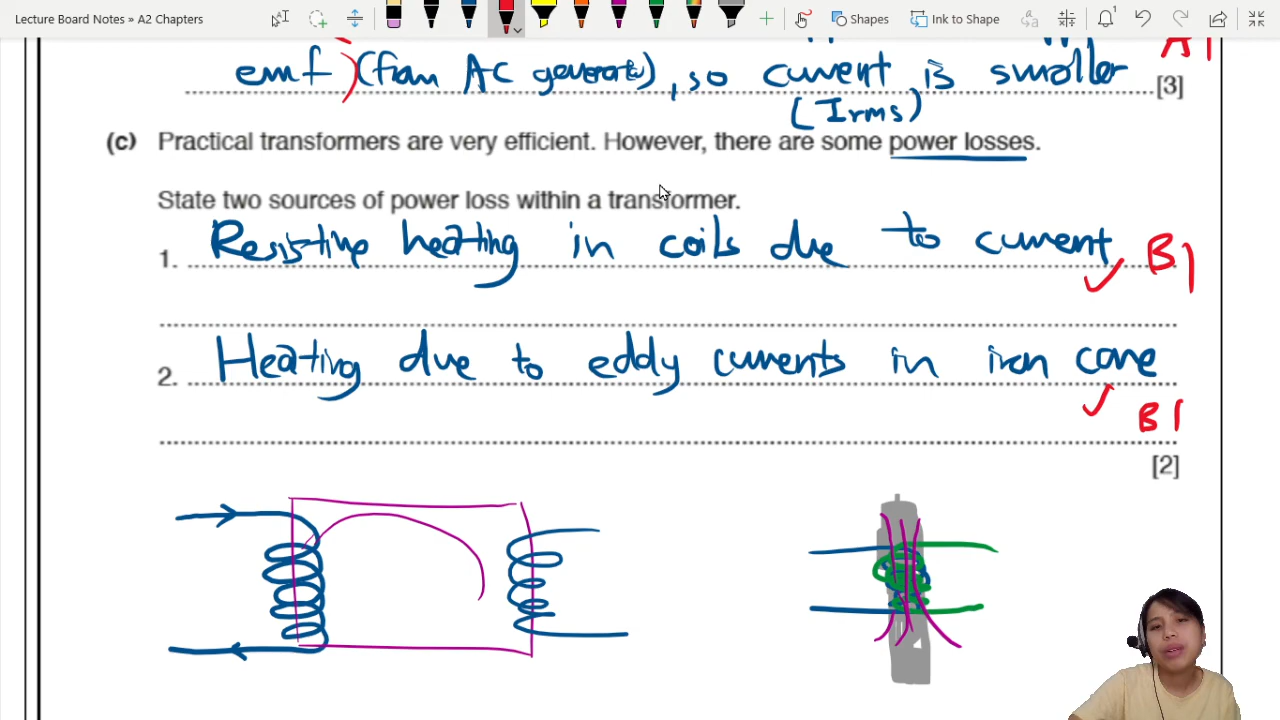 Lecture Board Notes » A2 Chapters
Shapes
Ink to Shape
A1
emf) (from AC generator), so current is smaller
[3]
(Irms)
(c) Practical transformers are very efficient. However, there are some power losses.
State two sources of power loss within a transformer.
1. Resistive heating in coils due to current
B1
2. Heating due to eddy currents in iron core
B1
[2]